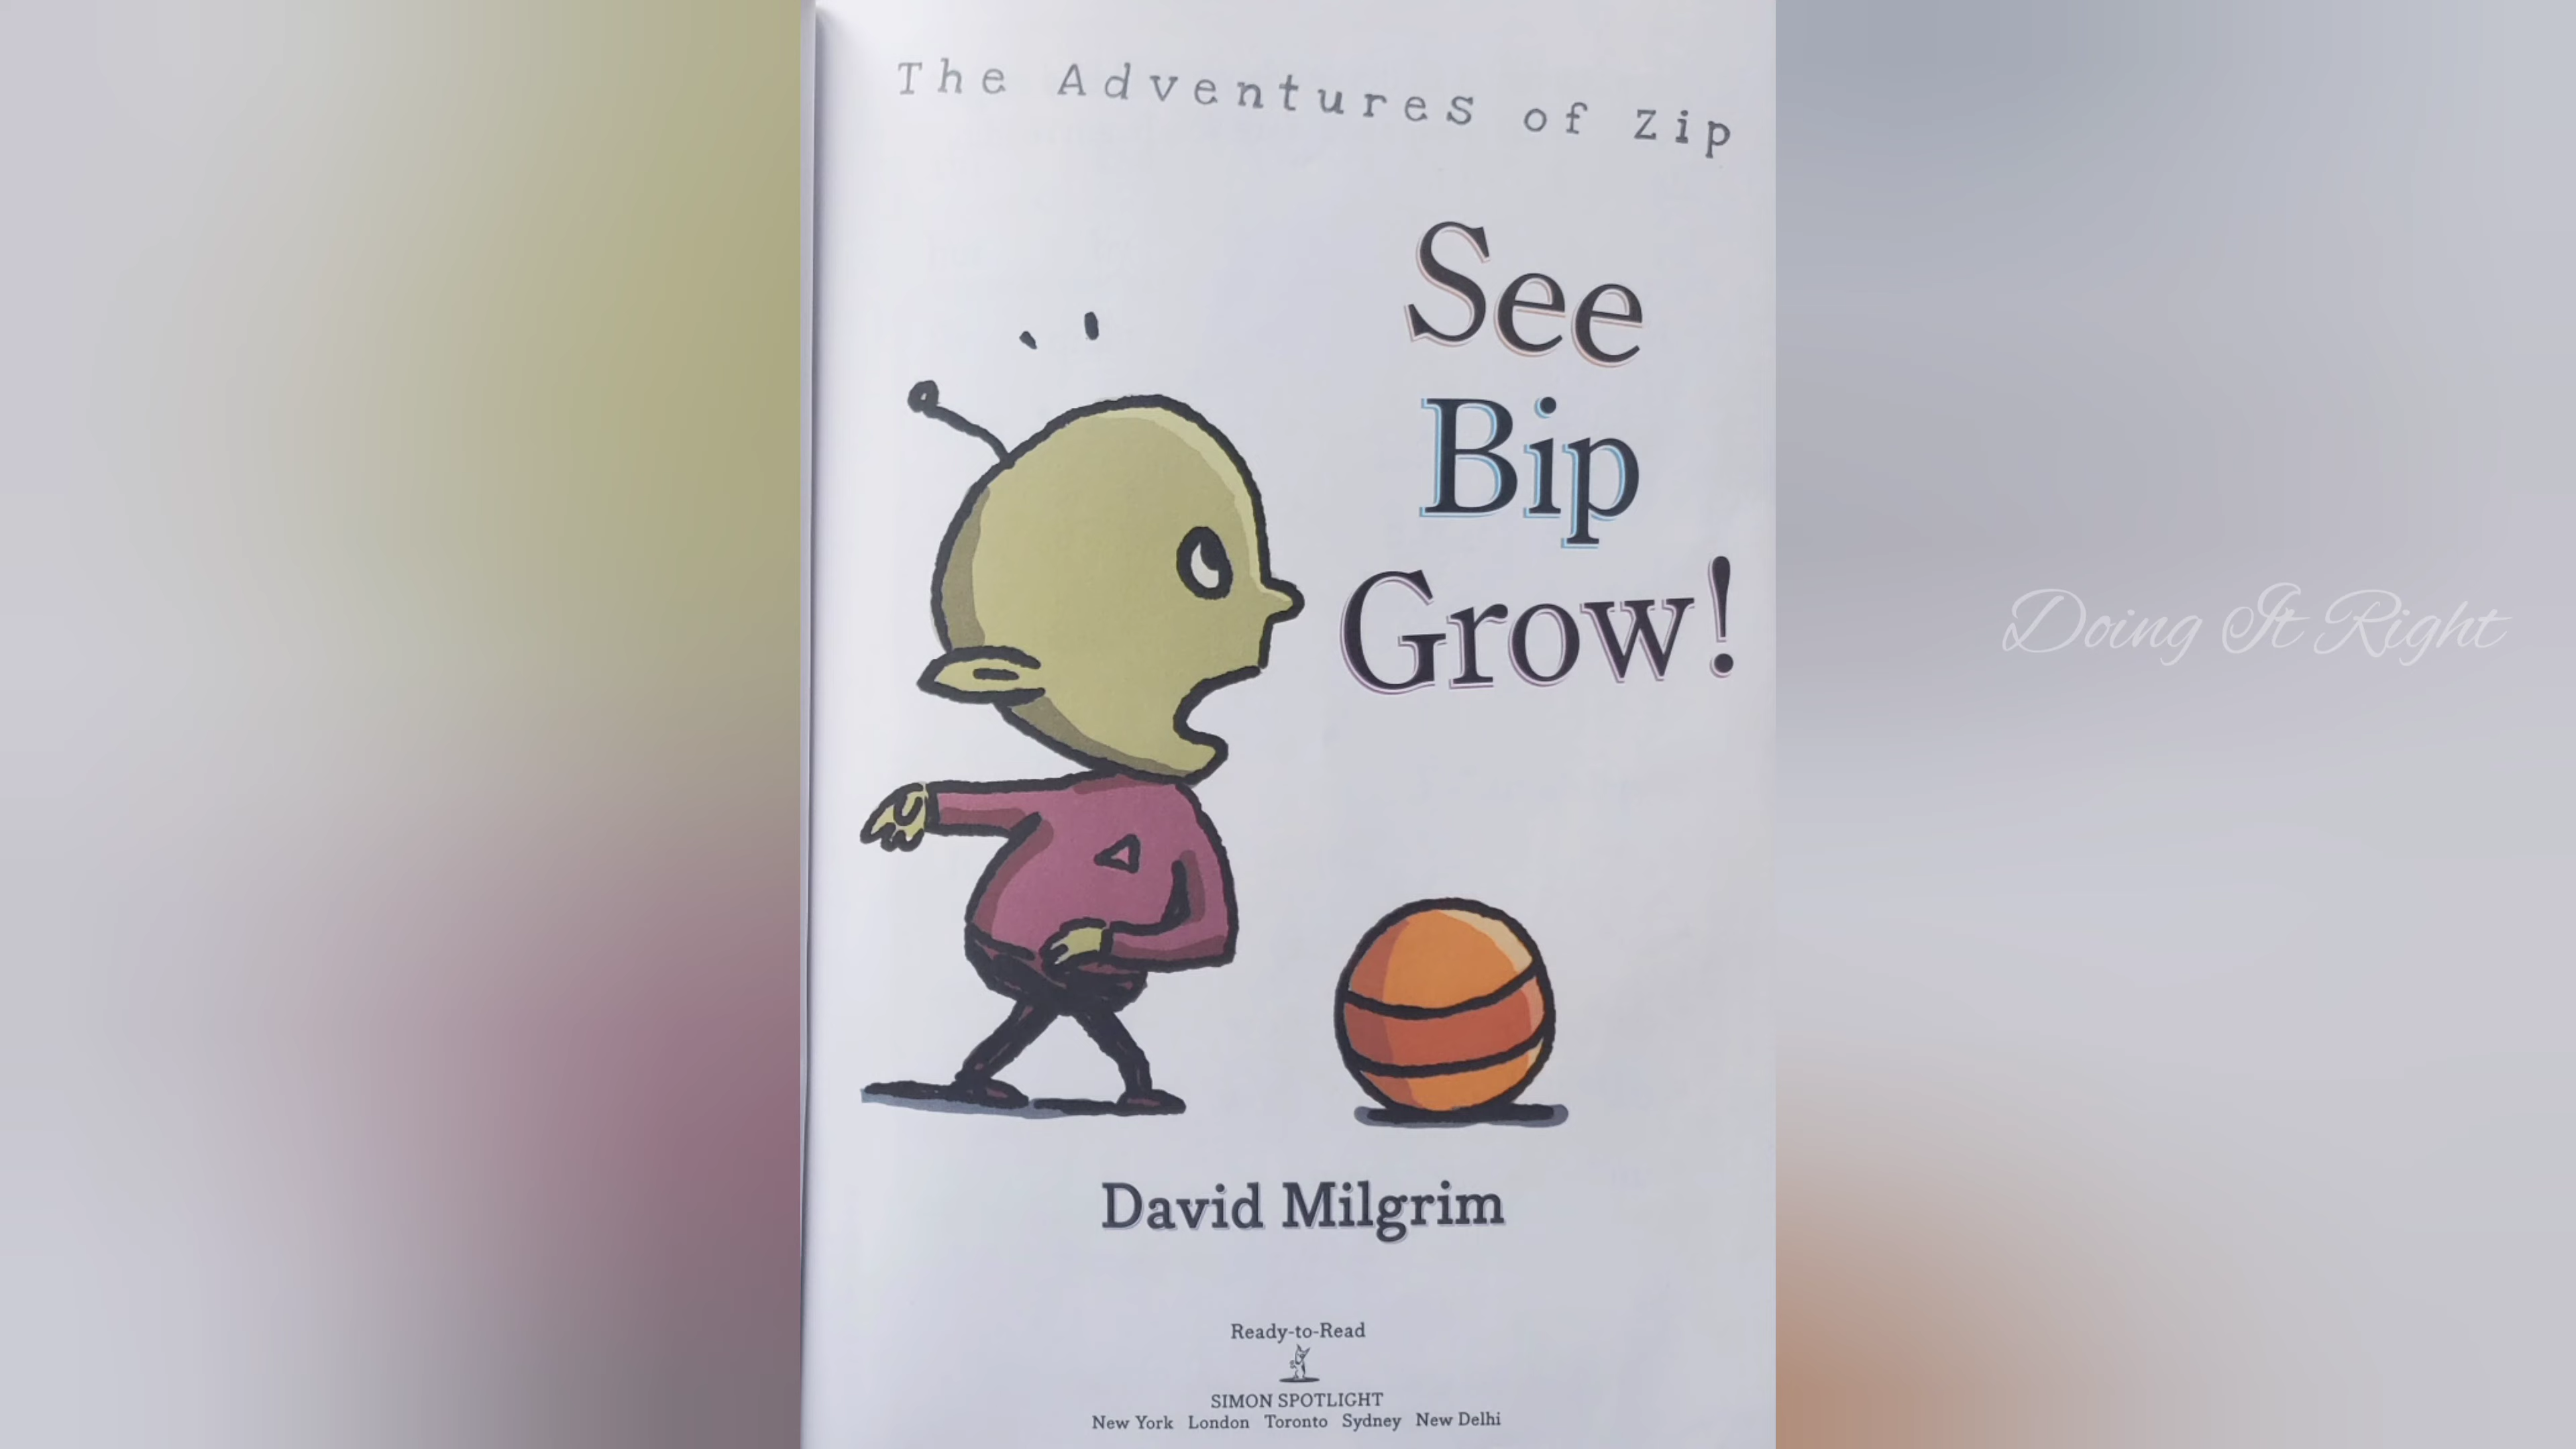 The Adventures of Zip
See
Bip
Grow!
Doing It Right
David Milgrim
Ready-to-Read
SIMON SPOTLIGHT
New York London Toronto Sydney New Delhi